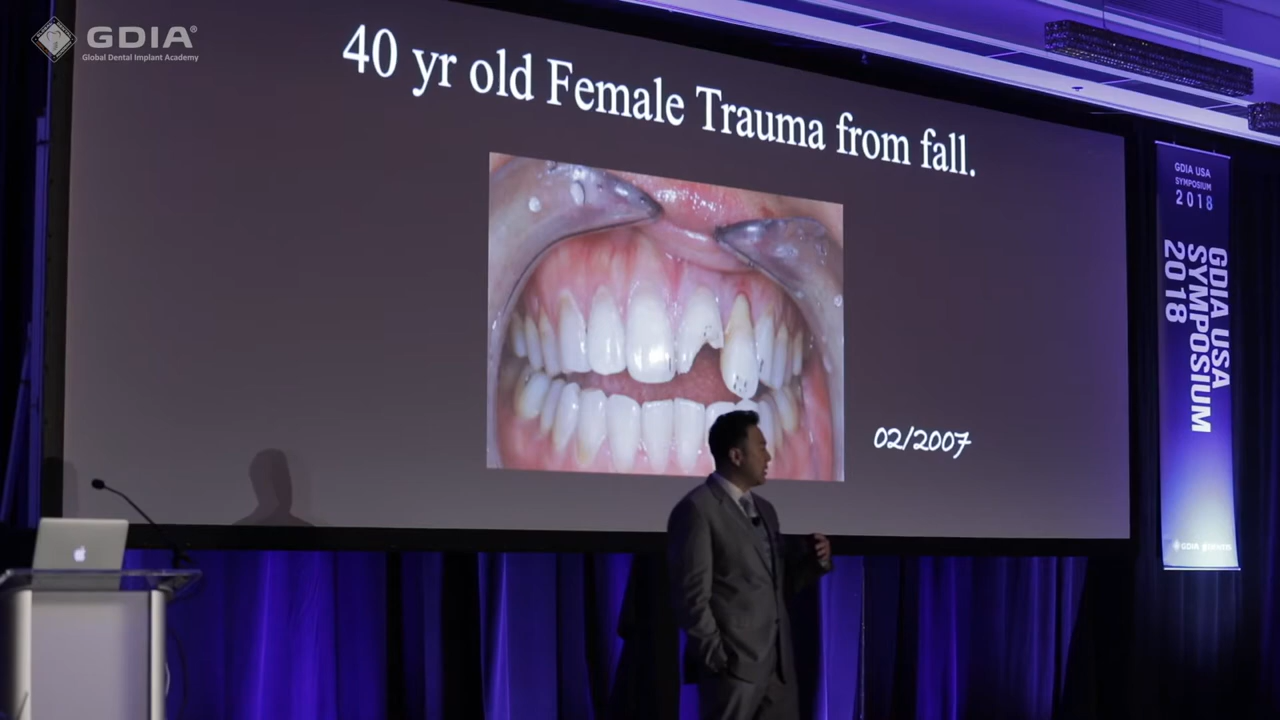 GDIA®
Global Dental Implant Academy
40 yr old Female Trauma from fall.
02/2007
GDIA USA
SYMPOSIUM
2018
GDIA USA
SYMPOSIUM
2018
GDIA